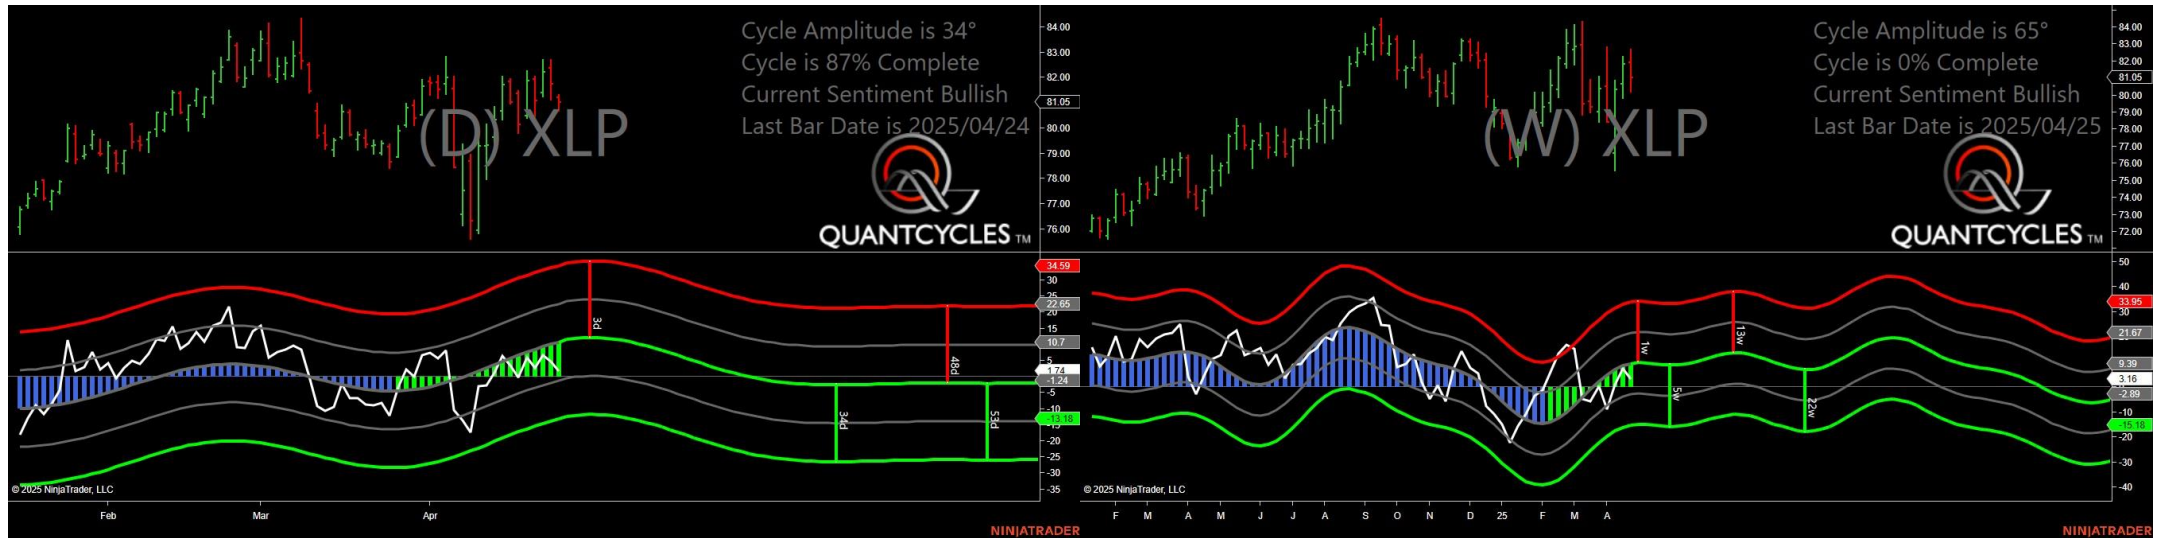 Cycle Amplitude is 34°
Cycle is 87% Complete
Current Sentiment Bullish
Last Bar Date is 2025/04/24
(D) XLP
QUANTCYCLES TM
84.00
83.00
82.00
81.05
80.00
79.00
78.00
77.00
76.00
34.59
30
22.65
20
15
10.7
5
1.74
-1.24
-5
-10
-13.18
-20
-25
-30
-35
3d
48d
34d
53d
© 2025 NinjaTrader, LLC
Feb Mar Apr
NINJATRADER
Cycle Amplitude is 65°
Cycle is 0% Complete
Current Sentiment Bullish
Last Bar Date is 2025/04/25
(W) XLP
QUANTCYCLES TM
84.00
83.00
82.00
81.05
80.00
79.00
78.00
77.00
76.00
75.00
74.00
73.00
72.00
50
40
33.95
30
21.67
9.39
3.16
-2.89
-10
-15.18
-20
-30
-40
1w
13w
5w
22w
© 2025 NinjaTrader, LLC
F M A M J J A S O N D 25 F M A
NINJATRADER